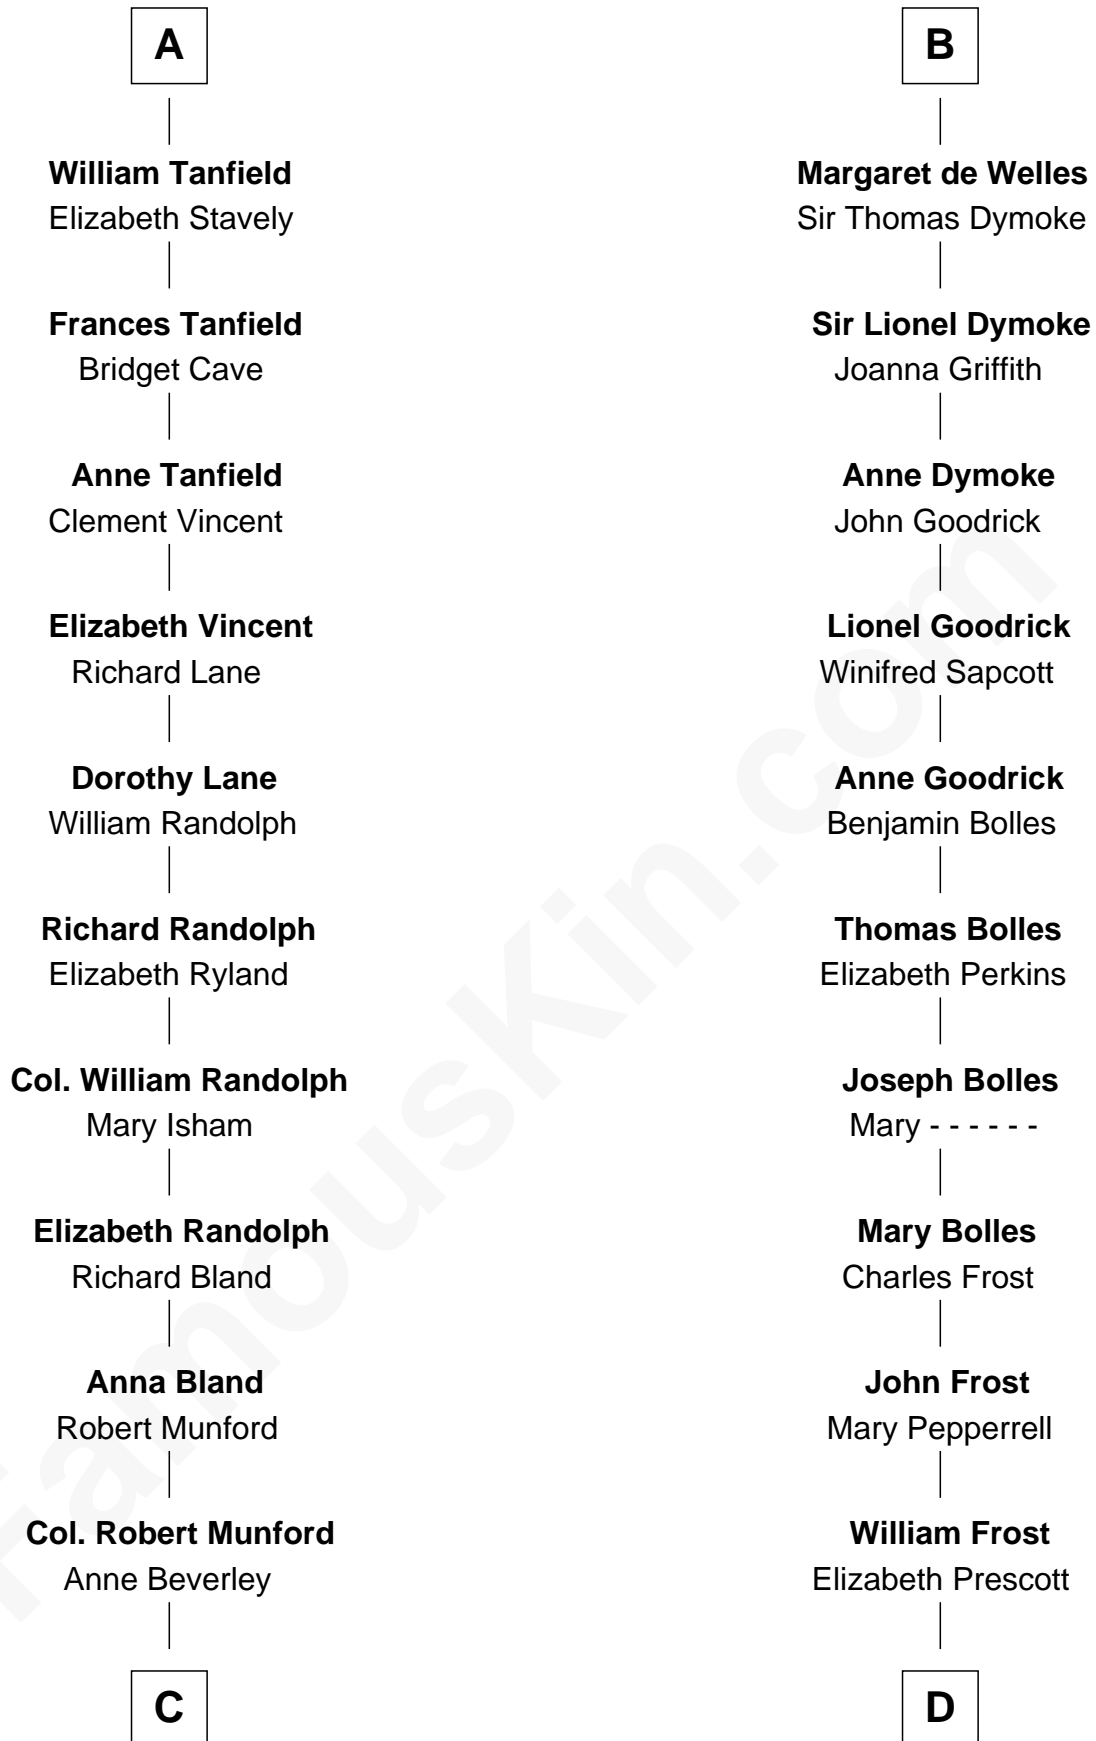 A
William Tanfield
Elizabeth Stavely
Frances Tanfield
Bridget Cave
Anne Tanfield
Clement Vincent
Elizabeth Vincent
Richard Lane
Dorothy Lane
William Randolph
Richard Randolph
Elizabeth Ryland
Col. William Randolph
Mary Isham
Elizabeth Randolph
Richard Bland
Anna Bland
Robert Munford
Col. Robert Munford
Anne Beverley
C
B
Margaret de Welles
Sir Thomas Dymoke
Sir Lionel Dymoke
Joanna Griffith
Anne Dymoke
John Goodrick
Lionel Goodrick
Winifred Sapcott
Anne Goodrick
Benjamin Bolles
Thomas Bolles
Elizabeth Perkins
Joseph Bolles
Mary - - - - - -
Mary Bolles
Charles Frost
John Frost
Mary Pepperrell
William Frost
Elizabeth Prescott
D
FamousKin.com